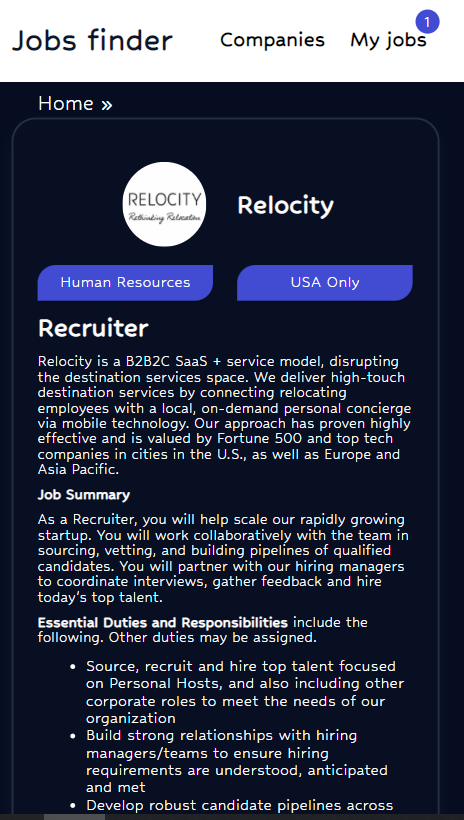 Jobs finder
Companies
My jobs
1
Home »
RELOCITY
Rethinking Relocation
Relocity
Human Resources
USA Only
Recruiter
Relocity is a B2B2C SaaS + service model, disrupting
the destination services space. We deliver high-touch
destination services by connecting relocating
employees with a local, on-demand personal concierge
via mobile technology. Our approach has proven highly
effective and is valued by Fortune 500 and top tech
companies in cities in the U.S., as well as Europe and
Asia Pacific.
Job Summary
As a Recruiter, you will help scale our rapidly growing
startup. You will work collaboratively with the team in
sourcing, vetting, and building pipelines of qualified
candidates. You will partner with our hiring managers
to coordinate interviews, gather feedback and hire
today's top talent.
Essential Duties and Responsibilities include the
following. Other duties may be assigned.
• Source, recruit and hire top talent focused
on Personal Hosts, and also including other
corporate roles to meet the needs of our
organization
• Build strong relationships with hiring
managers/teams to ensure hiring
requirements are understood, anticipated
and met
• Develop robust candidate pipelines across